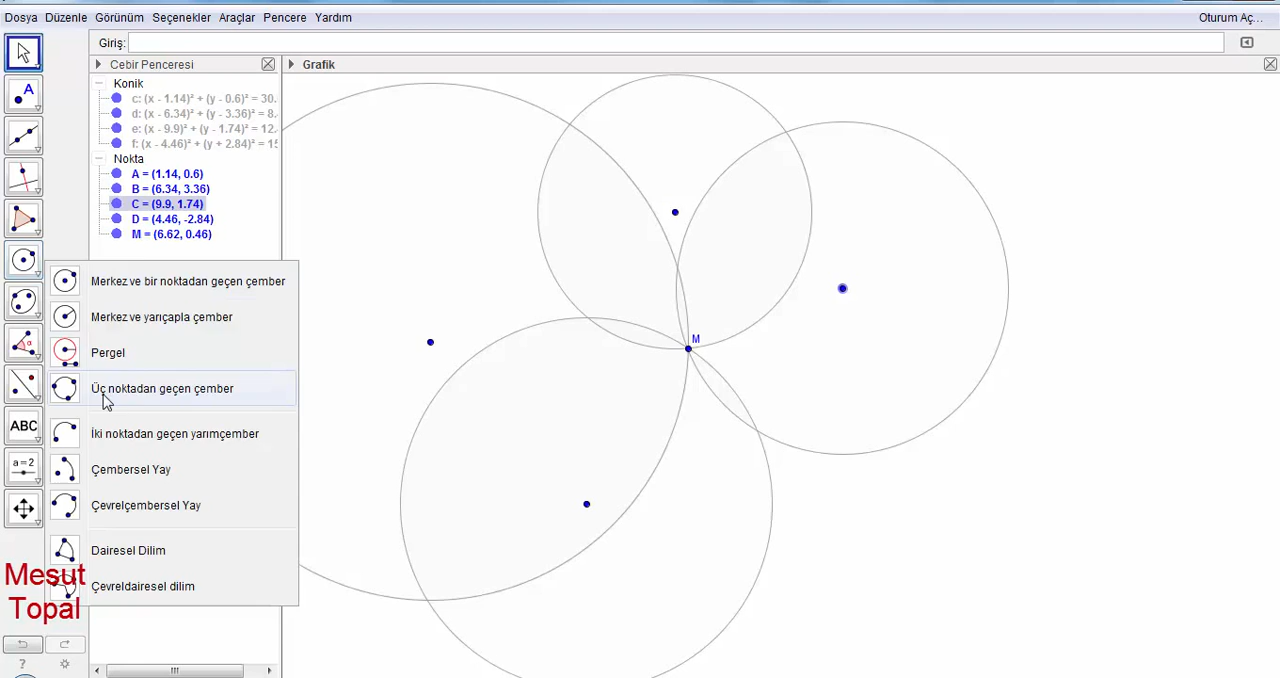 Dosya Düzenle Görünüm Seçenekler Araçlar Pencere Yardım Oturum Aç...
Giriş:
Cebir Penceresi Grafik
Konik
c: (x - 1.14)² + (y - 0.6)² = 30.
d: (x - 6.34)² + (y - 3.36)² = 8.
e: (x - 9.9)² + (y - 1.74)² = 12.
f: (x - 4.46)² + (y + 2.84)² = 15
Nokta
A = (1.14, 0.6)
B = (6.34, 3.36)
C = (9.9, 1.74)
D = (4.46, -2.84)
M = (6.62, 0.46)
A
Merkez ve bir noktadan geçen çember
Merkez ve yarıçapla çember
Pergel
Üç noktadan geçen çember
İki noktadan geçen yarımçember
Çembersel Yay
Çevrelçembersel Yay
Dairesel Dilim
Çevreldairesel dilim
α
ABC
a=2
Mesut
Topal
?
M